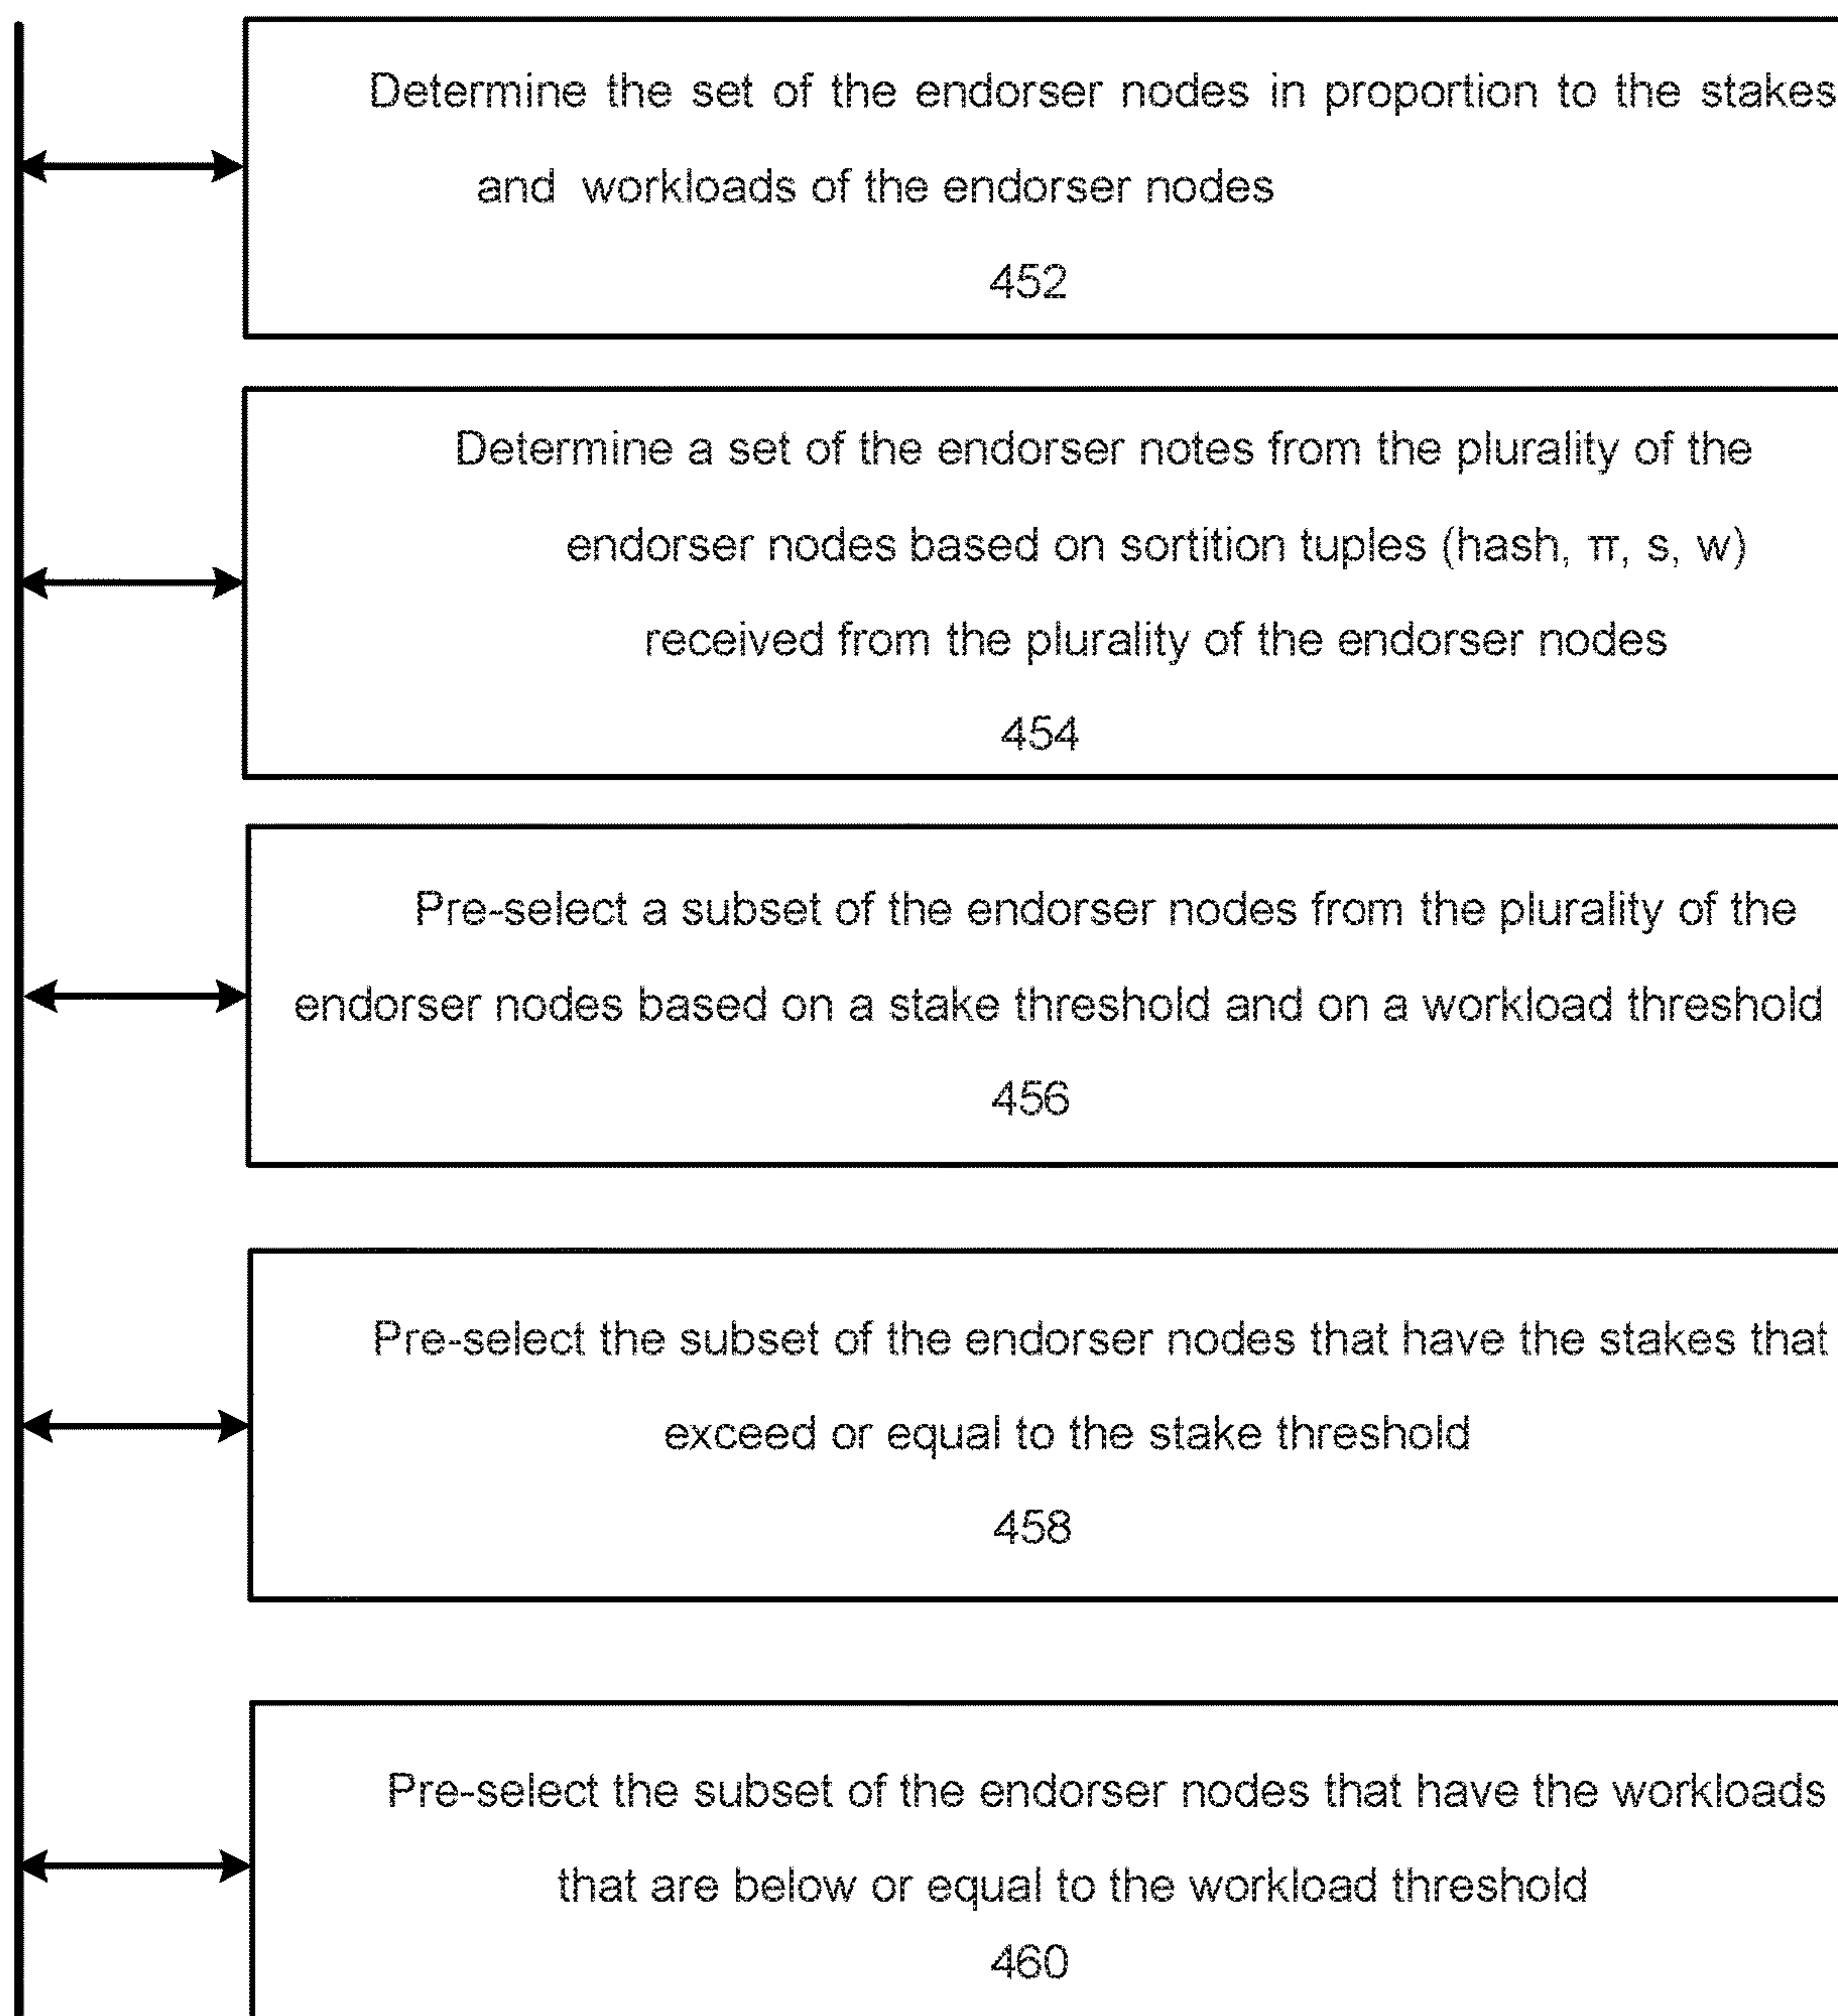 Determine the set of the endorser nodes in proportion to the stakes
and workloads of the endorser nodes
452
Determine a set of the endorser notes from the plurality of the
endorser nodes based on sortition tuples (hash, π, s, w)
received from the plurality of the endorser nodes
454
Pre-select a subset of the endorser nodes from the plurality of the
endorser nodes based on a stake threshold and on a workload threshold
456
Pre-select the subset of the endorser nodes that have the stakes that
exceed or equal to the stake threshold
458
Pre-select the subset of the endorser nodes that have the workloads
that are below or equal to the workload threshold
460